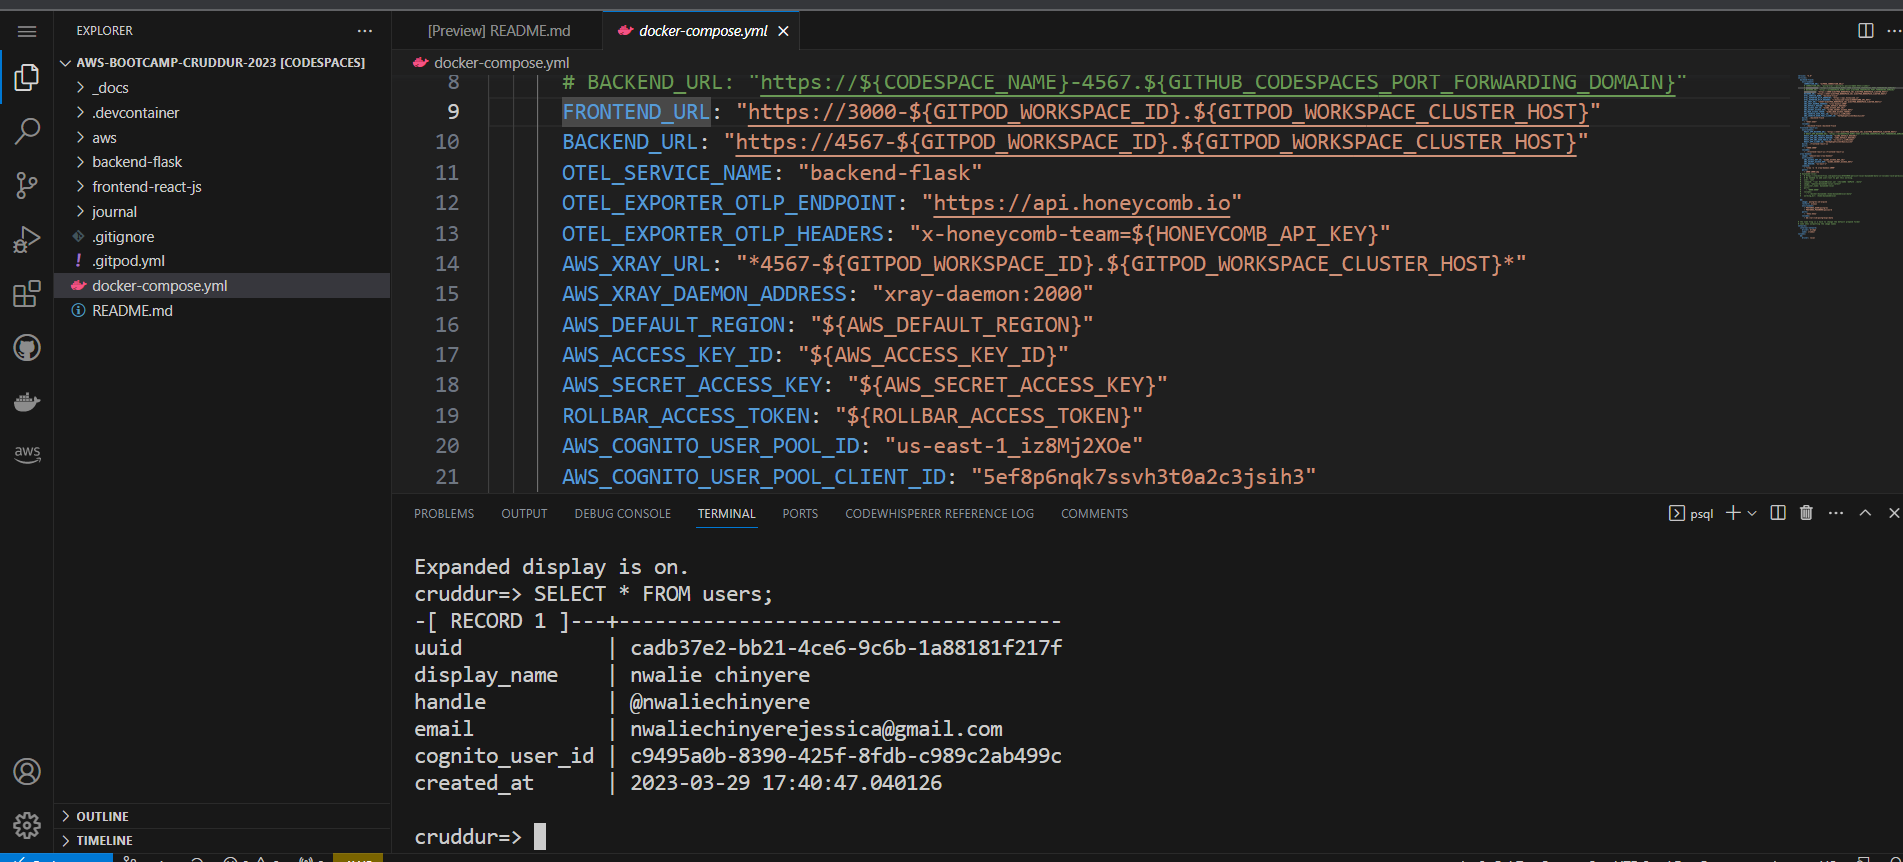 EXPLORER
AWS-BOOTCAMP-CRUDDUR-2023 [CODESPACES]
_docs
.devcontainer
aws
backend-flask
frontend-react-js
journal
.gitignore
.gitpod.yml
docker-compose.yml
README.md
OUTLINE
TIMELINE
aws
[Preview] README.md
docker-compose.yml
docker-compose.yml
8 # BACKEND_URL: "https://${CODESPACE_NAME}-4567.${GITHUB_CODESPACES_PORT_FORWARDING_DOMAIN}"
9 FRONTEND_URL: "https://3000-${GITPOD_WORKSPACE_ID}.${GITPOD_WORKSPACE_CLUSTER_HOST}"
10 BACKEND_URL: "https://4567-${GITPOD_WORKSPACE_ID}.${GITPOD_WORKSPACE_CLUSTER_HOST}"
11 OTEL_SERVICE_NAME: "backend-flask"
12 OTEL_EXPORTER_OTLP_ENDPOINT: "https://api.honeycomb.io"
13 OTEL_EXPORTER_OTLP_HEADERS: "x-honeycomb-team=${HONEYCOMB_API_KEY}"
14 AWS_XRAY_URL: "*4567-${GITPOD_WORKSPACE_ID}.${GITPOD_WORKSPACE_CLUSTER_HOST}*"
15 AWS_XRAY_DAEMON_ADDRESS: "xray-daemon:2000"
16 AWS_DEFAULT_REGION: "${AWS_DEFAULT_REGION}"
17 AWS_ACCESS_KEY_ID: "${AWS_ACCESS_KEY_ID}"
18 AWS_SECRET_ACCESS_KEY: "${AWS_SECRET_ACCESS_KEY}"
19 ROLLBAR_ACCESS_TOKEN: "${ROLLBAR_ACCESS_TOKEN}"
20 AWS_COGNITO_USER_POOL_ID: "us-east-1_iz8Mj2XOe"
21 AWS_COGNITO_USER_POOL_CLIENT_ID: "5ef8p6nqk7ssvh3t0a2c3jsih3"
PROBLEMS OUTPUT DEBUG CONSOLE TERMINAL PORTS CODEWHISPERER REFERENCE LOG COMMENTS
psql
Expanded display is on.
cruddur=> SELECT * FROM users;
-[ RECORD 1 ]---+-------------------------------------
uuid | cadb37e2-bb21-4ce6-9c6b-1a88181f217f
display_name | nwalie chinyere
handle | @nwaliechinyere
email | nwaliechinyerejessica@gmail.com
cognito_user_id | c9495a0b-8390-425f-8fdb-c989c2ab499c
created_at | 2023-03-29 17:40:47.040126
cruddur=>